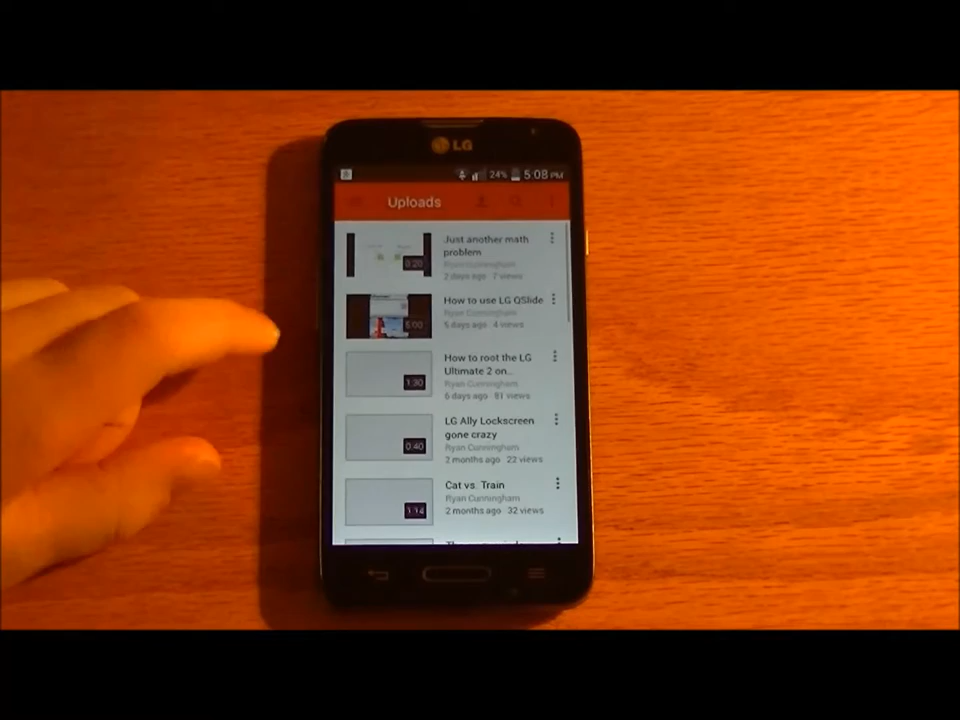 LG
24% 5:08 PM
Uploads
Just another math
problem
Ryan Cunningham
2 days ago 7 views
0:20
How to use LG QSlide
Ryan Cunningham
5 days ago 4 views
5:00
How to root the LG
Ultimate 2 on...
Ryan Cunningham
6 days ago 81 views
1:30
LG Ally Lockscreen
gone crazy
Ryan Cunningham
2 months ago 22 views
0:40
Cat vs. Train
Ryan Cunningham
2 months ago 32 views
1:14